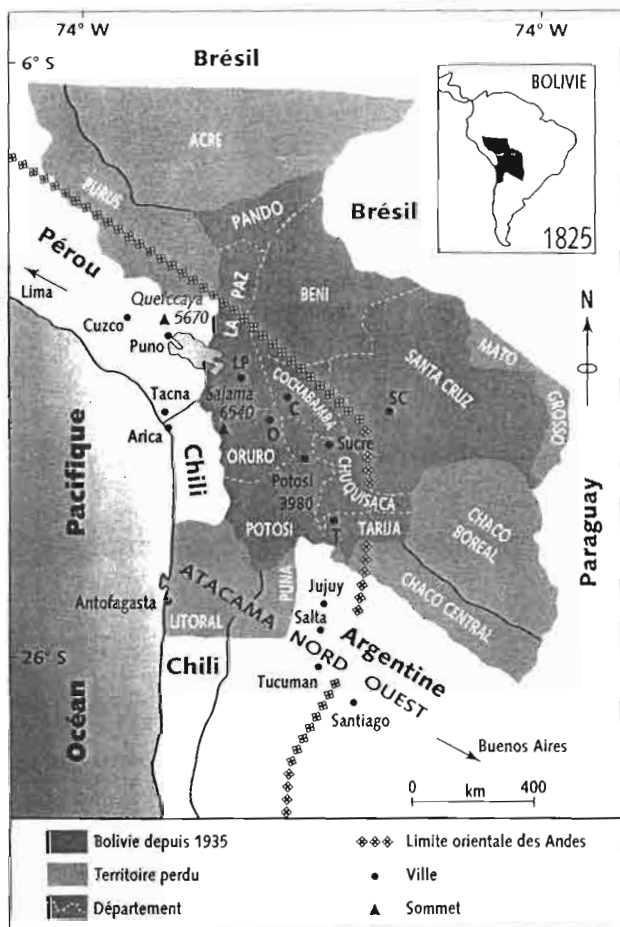 74° W
74° W
6° S
Brésil
BOLIVIE
1825
ACRE
PURUS
PANDO
Brésil
Pérou
Lima
LA PAZ
BENI
N
Quelccaya
5670
Cuzco
Puno
MATO
GROSSO
LP
SANTA CRUZ
Sajama
6540
COCHABAMBA
C
SC
Tacna
Arica
O
Sucre
Chili
ORURO
Potosi
3980
CHUQUISACA
Pacifique
Paraguay
POTOSI
T
TARIJA
CHACO
BOREAL
ATACAMA
PUNA
CHACO CENTRAL
Antofagasta
LITORAL
Jujuy
Salta
Argentine
26° S
Chili
NORD OUEST
Tucuman
Océan
Santiago
Buenos Aires
0 400
km
Bolivie depuis 1935
Limite orientale des Andes
Territoire perdu
Ville
Département
Sommet